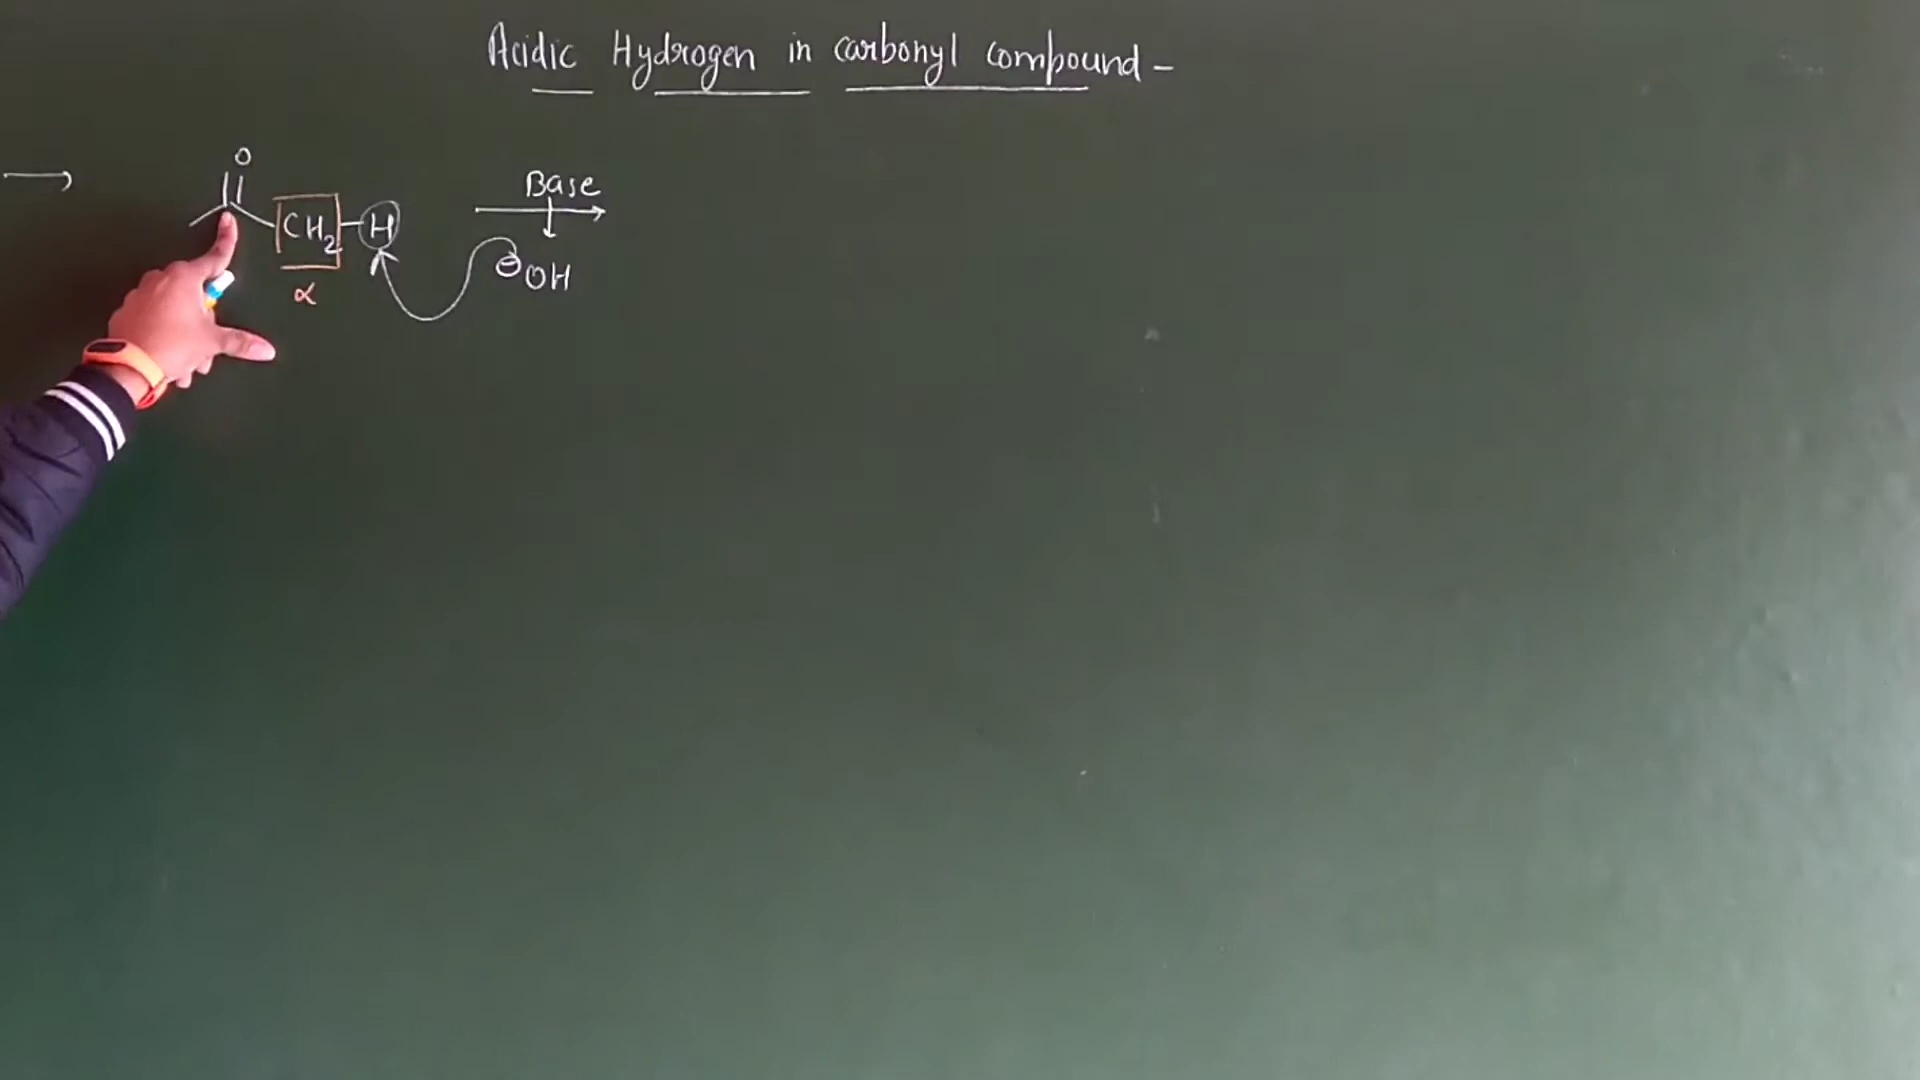 Acidic Hydrogen in carbonyl compound -
O
CH2-H
α
Base
⊖OH